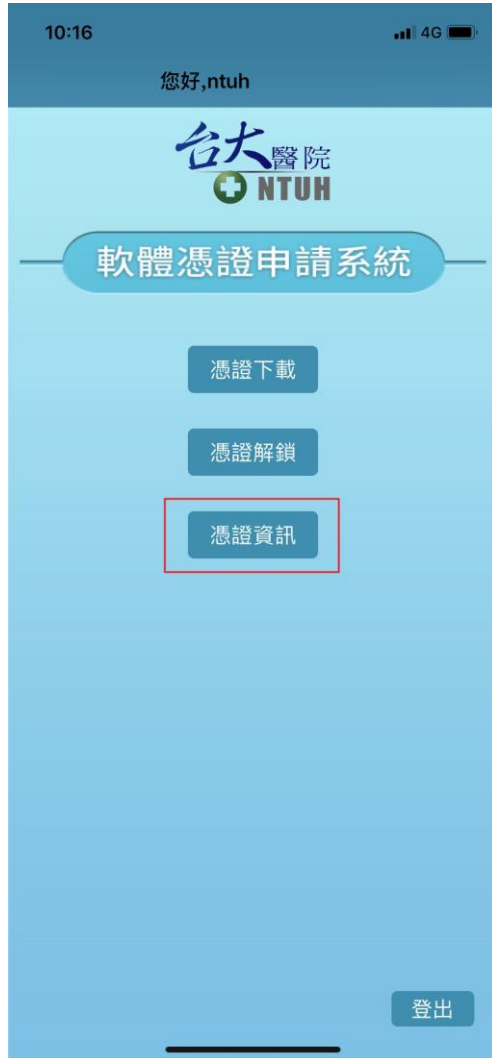 10:16 4G
您好,ntuh
台大醫院
NTUH
軟體憑證申請系統
憑證下載
憑證解鎖
憑證資訊
登出